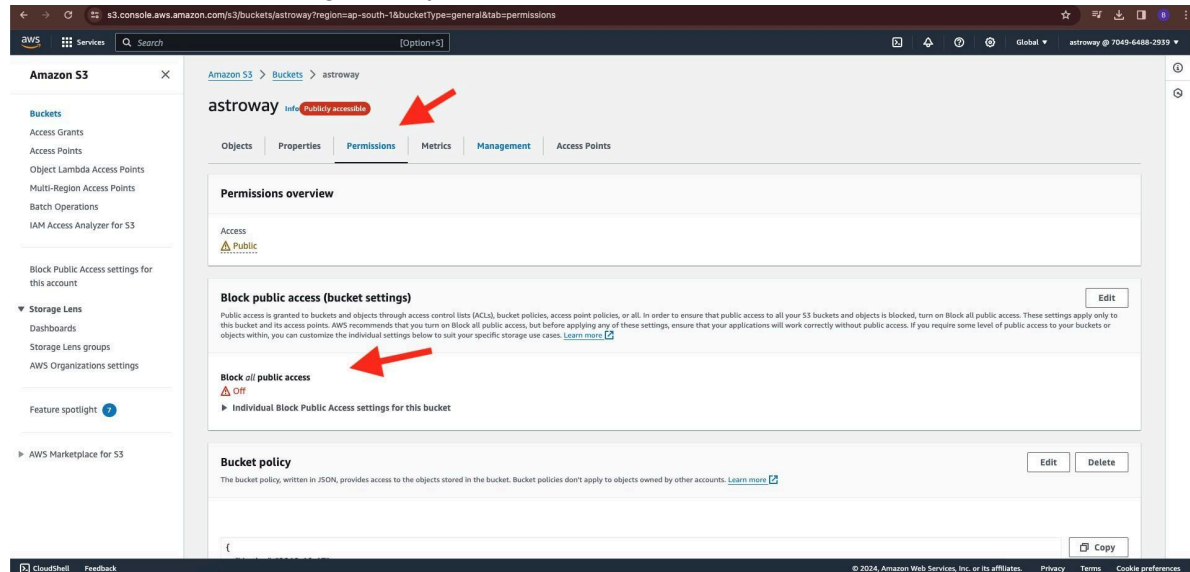 s3.console.aws.amazon.com/s3/buckets/astroway?region=ap-south-1&bucketType=general&tab=permissions
aws Services Search [Option+S] Global astroway @ 7049-6488-2939
Amazon S3
Buckets
Access Grants
Access Points
Object Lambda Access Points
Multi-Region Access Points
Batch Operations
IAM Access Analyzer for S3
Block Public Access settings for
this account
Storage Lens
Dashboards
Storage Lens groups
AWS Organizations settings
Feature spotlight 7
AWS Marketplace for S3
Amazon S3 > Buckets > astroway
astroway Info Publicly accessible
Objects Properties Permissions Metrics Management Access Points
Permissions overview
Access
Public
Block public access (bucket settings) Edit
Public access is granted to buckets and objects through access control lists (ACLs), bucket policies, access point policies, or all. In order to ensure that public access to all your S3 buckets and objects is blocked, turn on Block all public access. These settings apply only to
this bucket and its access points. AWS recommends that you turn on Block all public access, but before applying any of these settings, ensure that your applications will work correctly without public access. If you require some level of public access to your buckets or
objects within, you can customize the individual settings below to suit your specific storage use cases. Learn more
Block all public access
Off
Individual Block Public Access settings for this bucket
Bucket policy Edit Delete
The bucket policy, written in JSON, provides access to the objects stored in the bucket. Bucket policies don't apply to objects owned by other accounts. Learn more
{ Copy
CloudShell Feedback © 2024, Amazon Web Services, Inc. or its affiliates. Privacy Terms Cookie preferences